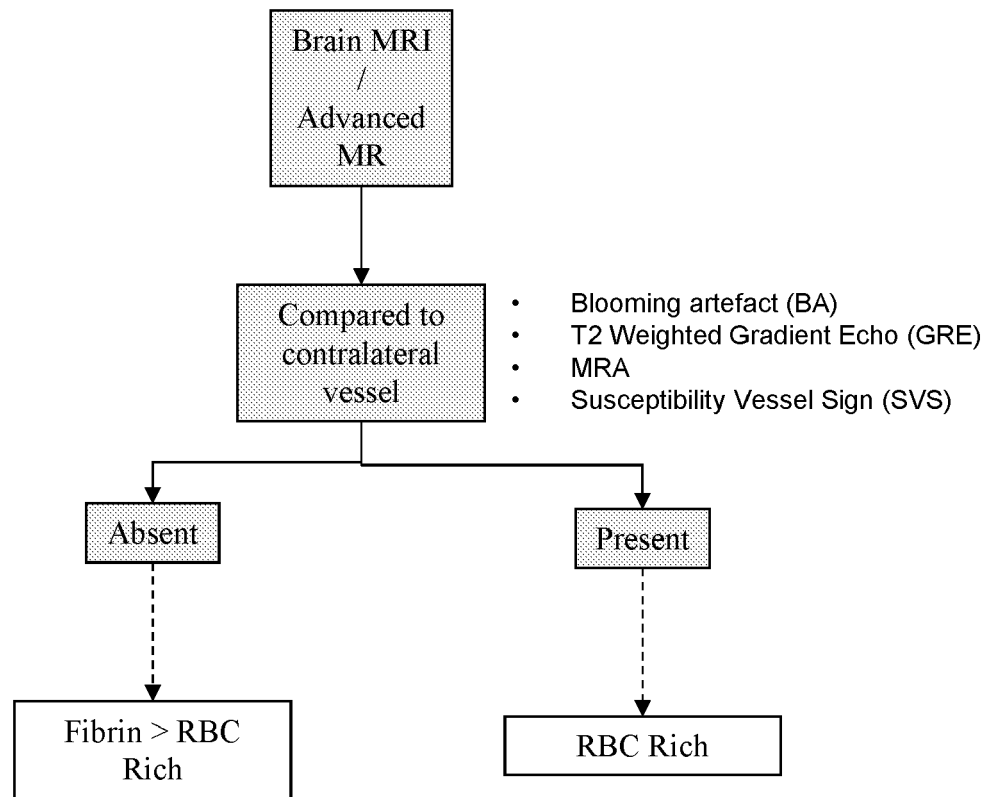 Brain MRI
/
Advanced
MR
Compared to
contralateral
vessel
• Blooming artefact (BA)
• T2 Weighted Gradient Echo (GRE)
• MRA
• Susceptibility Vessel Sign (SVS)
Absent
Present
Fibrin > RBC
Rich
RBC Rich